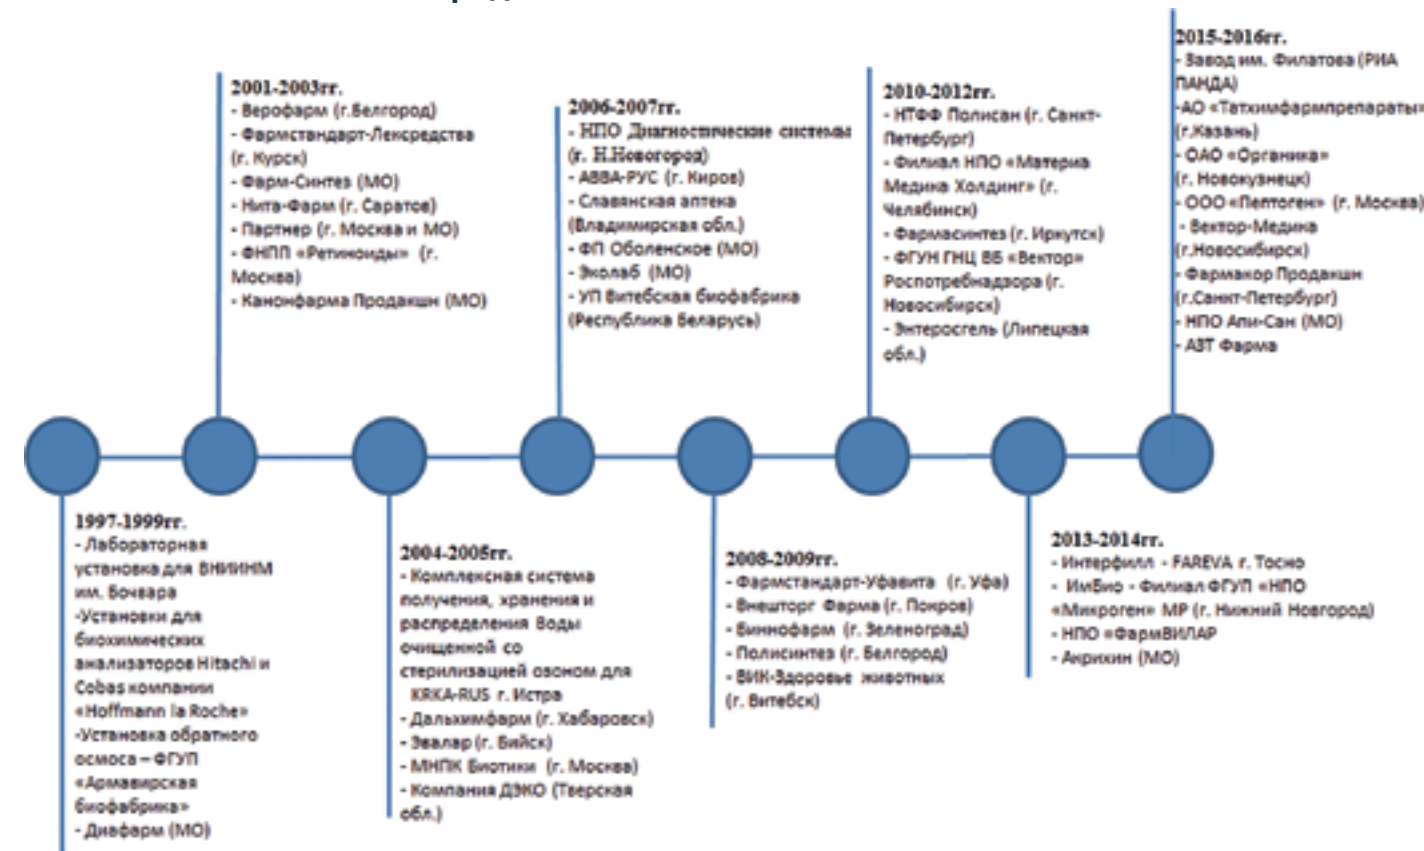 1997-1999гг.
- Лабораторная
установка для ВНИИНМ
им. Бочвара
-Установки для
биохимических
анализаторов Hitachi и
Cobas компании
«Hoffmann la Roche»
-Установка обратного
осмоса – ФГУП
«Армавирская
биофабрика»
- Диафарм (МО)
2001-2003гг.
- Верофарм (г.Белгород)
- Фармстандарт-Лексредства
(г. Курск)
- Фарм-Синтез (МО)
- Нита-Фарм (г. Саратов)
- Партнер (г. Москва и МО)
- ФНПП «Ретиноиды» (г.
Москва)
- Канонфарма Продакшн (МО)
2004-2005гг.
- Комплексная система
получения, хранения и
распределения Воды
очищенной со
стерилизацией озоном для
KRKA-RUS г. Истра
- Дальхимфарм (г. Хабаровск)
- Эвалар (г. Бийск)
- МНПК Биотики (г. Москва)
- Компания ДЭКО (Тверская
обл.)
2006-2007гг.
- НПО Диагностические системы
(г. Н.Новогород)
- АВВА-РУС (г. Киров)
- Славянская аптека
(Владимирская обл.)
- ФП Оболенское (МО)
- Эколаб (МО)
- УП Витебская биофабрика
(Республика Беларусь)
2008-2009гг.
- Фармстандарт-Уфавита (г. Уфа)
- Внешторг Фарма (г. Покров)
- Биннофарм (г. Зеленоград)
- Полисинтез (г. Белгород)
- ВИК-Здоровье животных
(г. Витебск)
2010-2012гг.
- НТФФ Полисан (г. Санкт-
Петербург)
- Филиал НПО «Материа
Медика Холдинг» (г.
Челябинск)
- Фармасинтез (г. Иркутск)
- ФГУН ГНЦ ВБ «Вектор»
Роспотребнадзора (г.
Новосибирск)
- Энтеросгель (Липецкая
обл.)
2013-2014гг.
- Интерфилл - FAREVA г. Тосно
- ИмБио - Филиал ФГУП «НПО
«Микроген» МР (г. Нижний Новгород)
- НПО «ФармВИЛАР
- Акрихин (МО)
2015-2016гг.
- Завод им. Филатова (РИА
ПАНДА)
-АО «Татхимфармпрепараты»
(г.Казань)
- ОАО «Органика»
(г. Новокузнецк)
- ООО «Пептоген» (г. Москва)
- Вектор-Медика
(г.Новосибирск)
- Фармакор Продакшн
(г.Санкт-Петербург)
- НПО Апи-Сан (МО)
- АЗТ Фарма